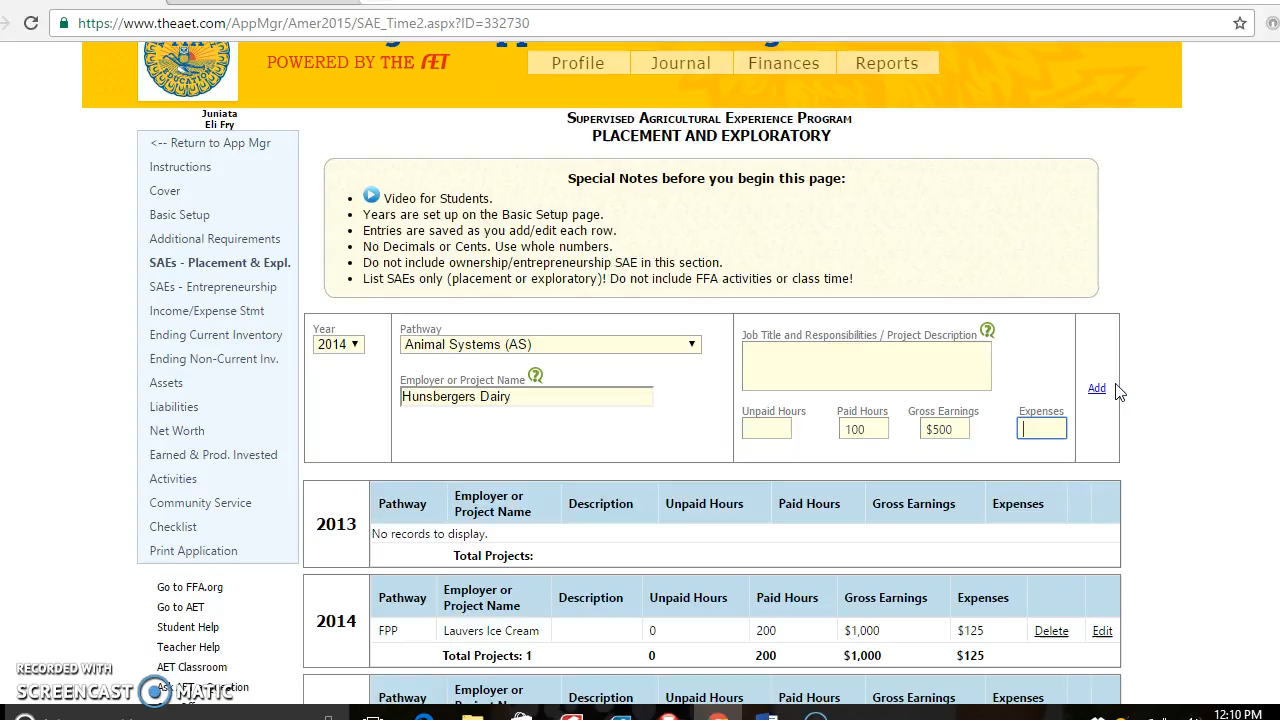 https://www.theaet.com/AppMgr/Amer2015/SAE_Time2.aspx?ID=332730
POWERED BY THE AET
Profile
Journal
Finances
Reports
EDUCATION
Juniata
Eli Fry
<-- Return to App Mgr
Instructions
Cover
Basic Setup
Additional Requirements
SAEs - Placement & Expl.
SAEs - Entrepreneurship
Income/Expense Stmt
Ending Current Inventory
Ending Non-Current Inv.
Assets
Liabilities
Net Worth
Earned & Prod. Invested
Activities
Community Service
Checklist
Print Application
Go to FFA.org
Go to AET
Student Help
Teacher Help
AET Classroom
SUPERVISED AGRICULTURAL EXPERIENCE PROGRAM
PLACEMENT AND EXPLORATORY
Special Notes before you begin this page:
• Video for Students.
• Years are set up on the Basic Setup page.
• Entries are saved as you add/edit each row.
• No Decimals or Cents. Use whole numbers.
• Do not include ownership/entrepreneurship SAE in this section.
• List SAEs only (placement or exploratory)! Do not include FFA activities or class time!
Year
2014
Pathway
Animal Systems (AS)
Employer or Project Name ?
Hunsbergers Dairy
Job Title and Responsibilities / Project Description ?
Unpaid Hours Paid Hours Gross Earnings Expenses
100 $500
Add
2013
Pathway Employer or Project Name Description Unpaid Hours Paid Hours Gross Earnings Expenses
No records to display.
Total Projects:
2014
Pathway Employer or Project Name Description Unpaid Hours Paid Hours Gross Earnings Expenses
FPP Lauvers Ice Cream 0 200 $1,000 $125 Delete Edit
Total Projects: 1 0 200 $1,000 $125
Pathway Employer or Description Unpaid Hours Paid Hours Gross Earnings Expenses
RECORDED WITH
SCREENCAST MATIC
12:10 PM